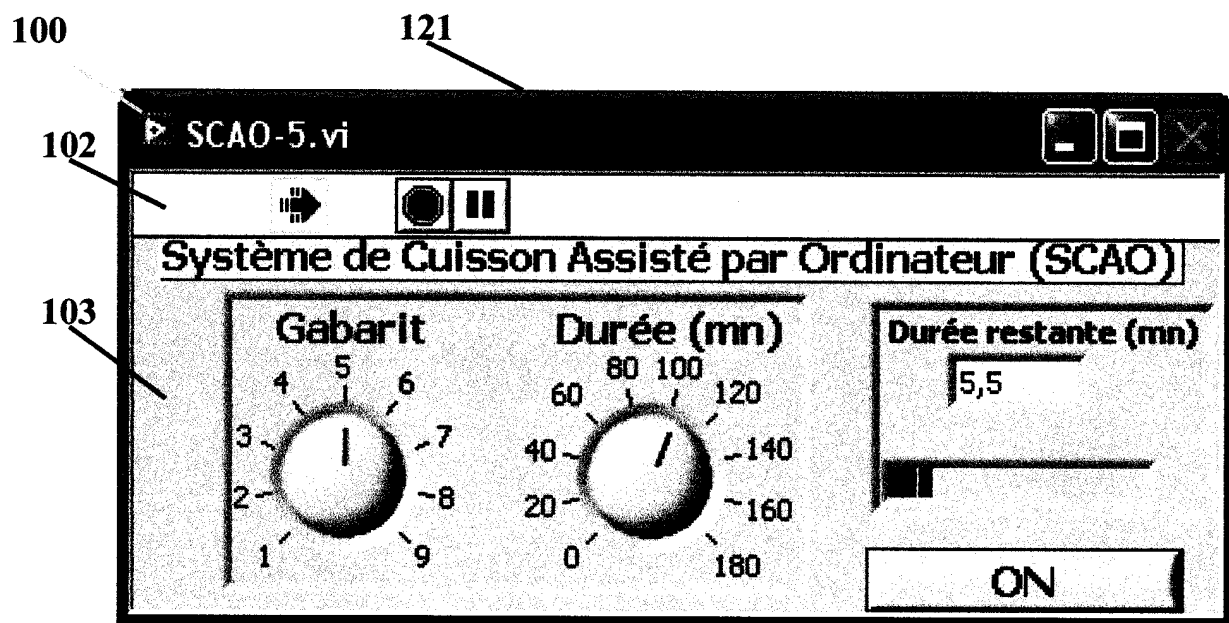 100
121
SCAO-5.vi
102
Système de Cuisson Assisté par Ordinateur (SCAO)
103
Gabarit
1 2 3 4 5 6 7 8 9
Durée (mn)
0 20 40 60 80 100 120 140 160 180
Durée restante (mn)
5,5
ON